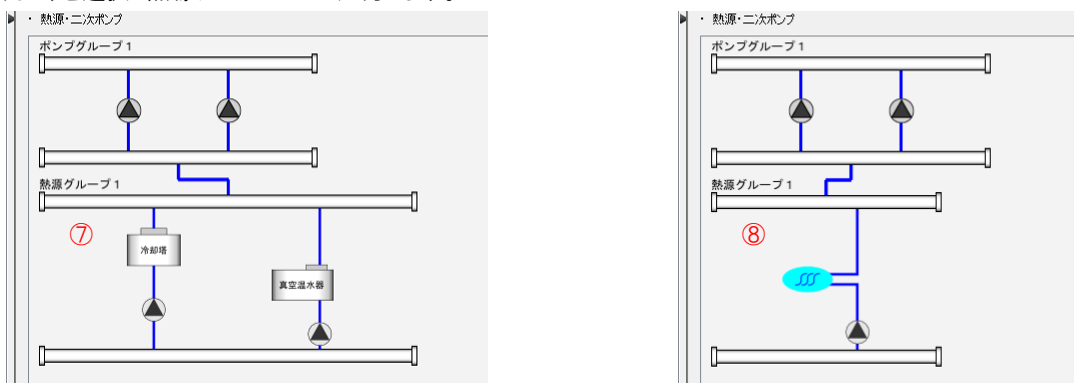 ・ 熱源・二次ポンプ
ポンプグループ 1
熱源グループ 1
⑦
冷却塔
真空温水器
・ 熱源・二次ポンプ
ポンプグループ 1
熱源グループ 1
⑧